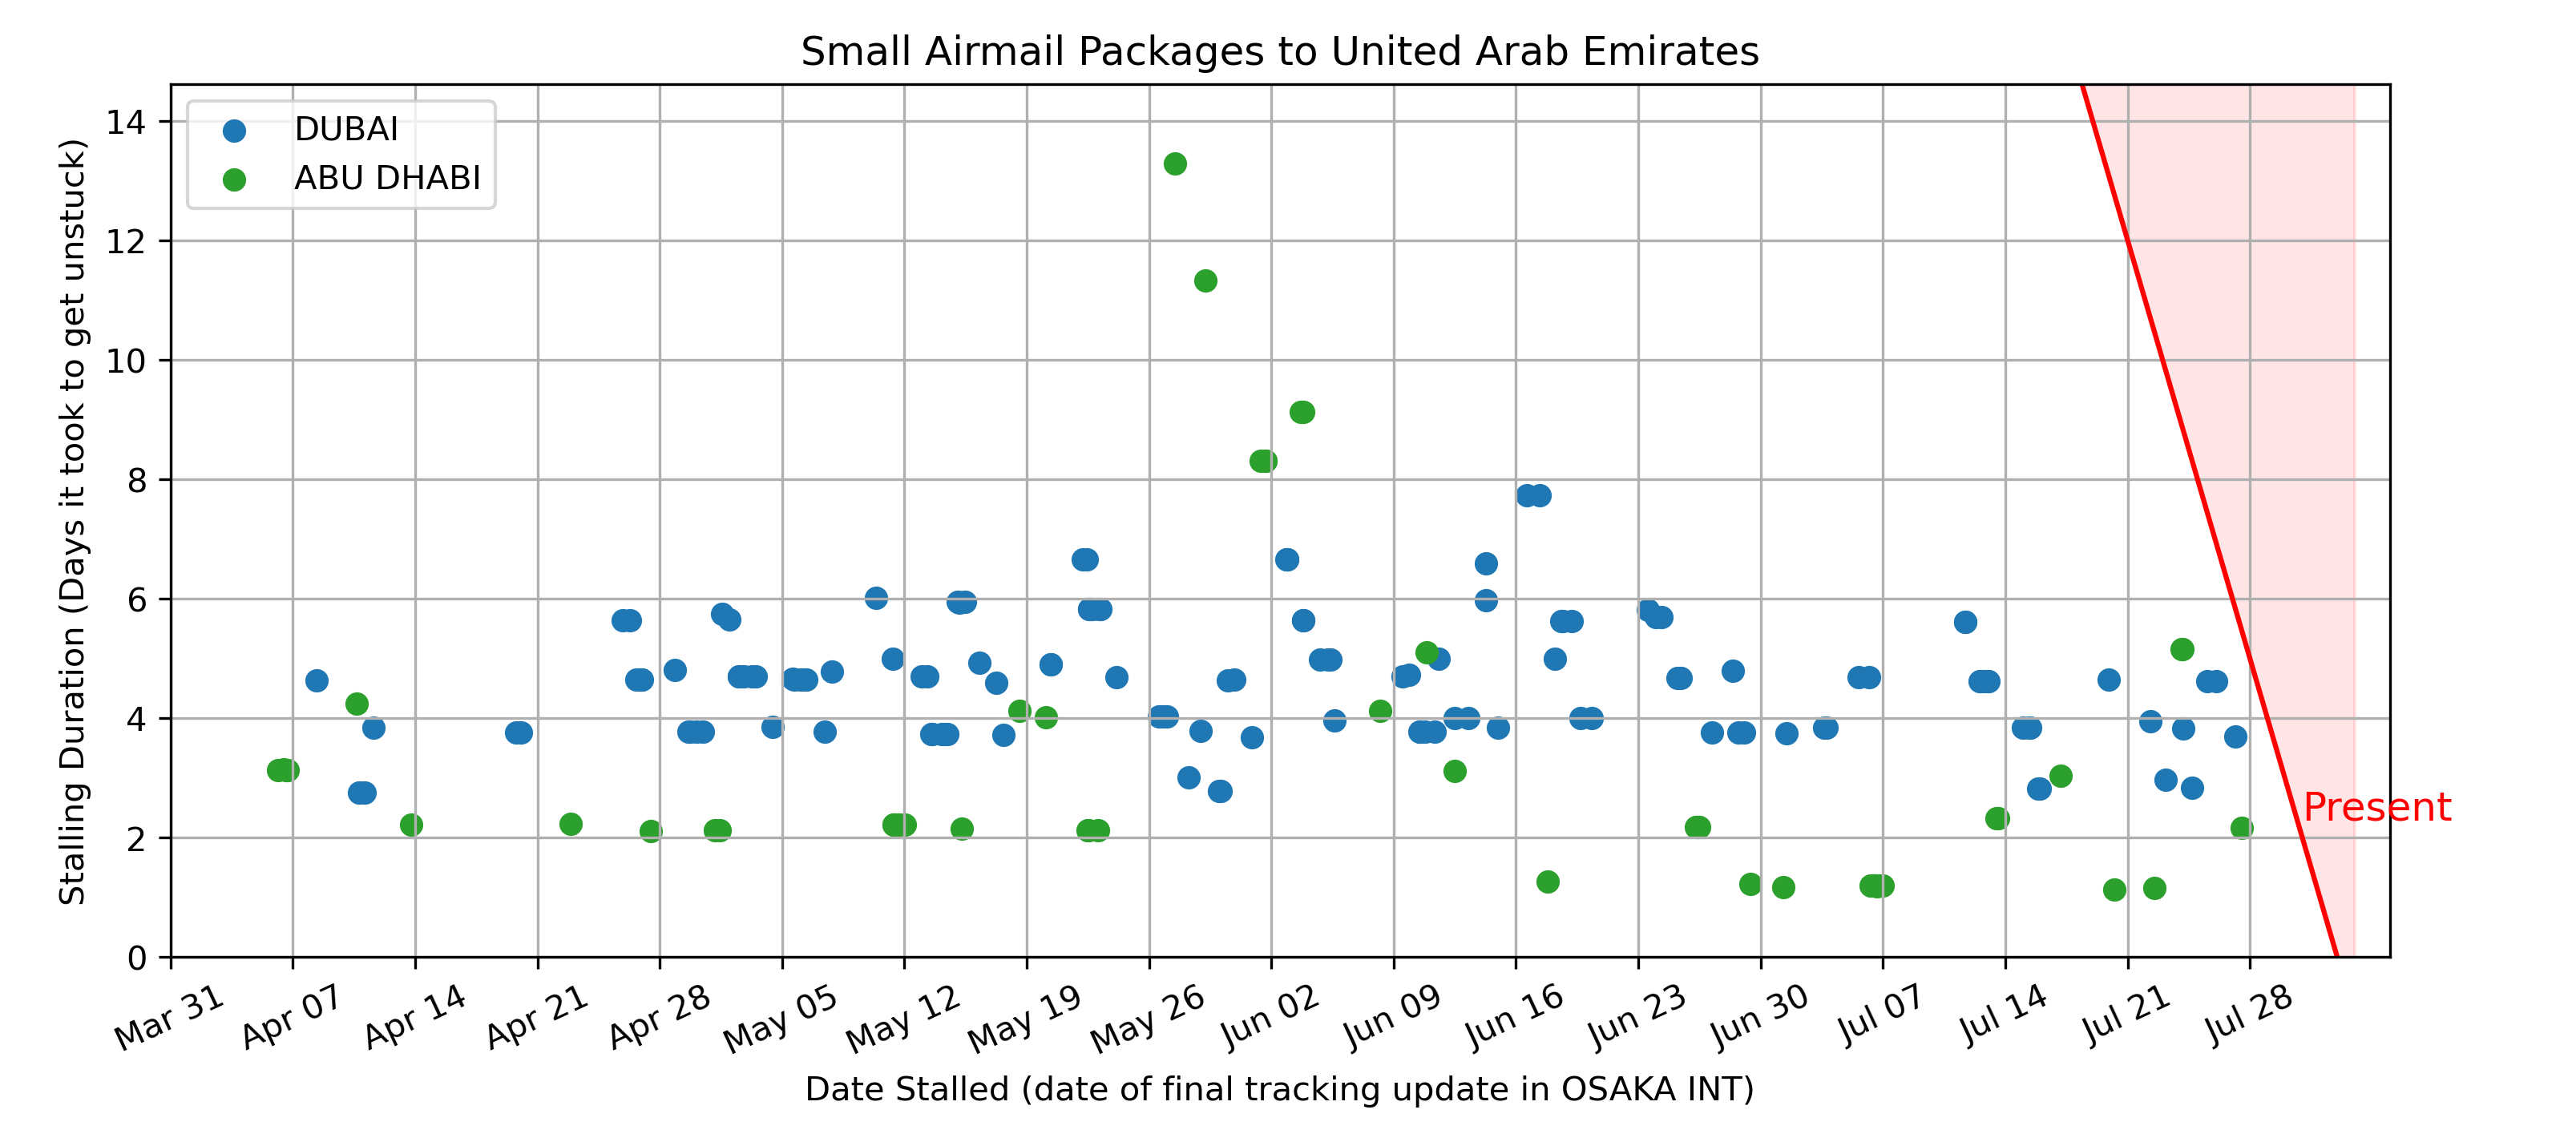 Small Airmail Packages to United Arab Emirates
DUBAI
ABU DHABI
Stalling Duration (Days it took to get unstuck)
14
12
10
8
6
4
2
0
Present
Mar 31
Apr 07
Apr 14
Apr 21
Apr 28
May 05
May 12
May 19
May 26
Jun 02
Jun 09
Jun 16
Jun 23
Jun 30
Jul 07
Jul 14
Jul 21
Jul 28
Date Stalled (date of final tracking update in OSAKA INT)